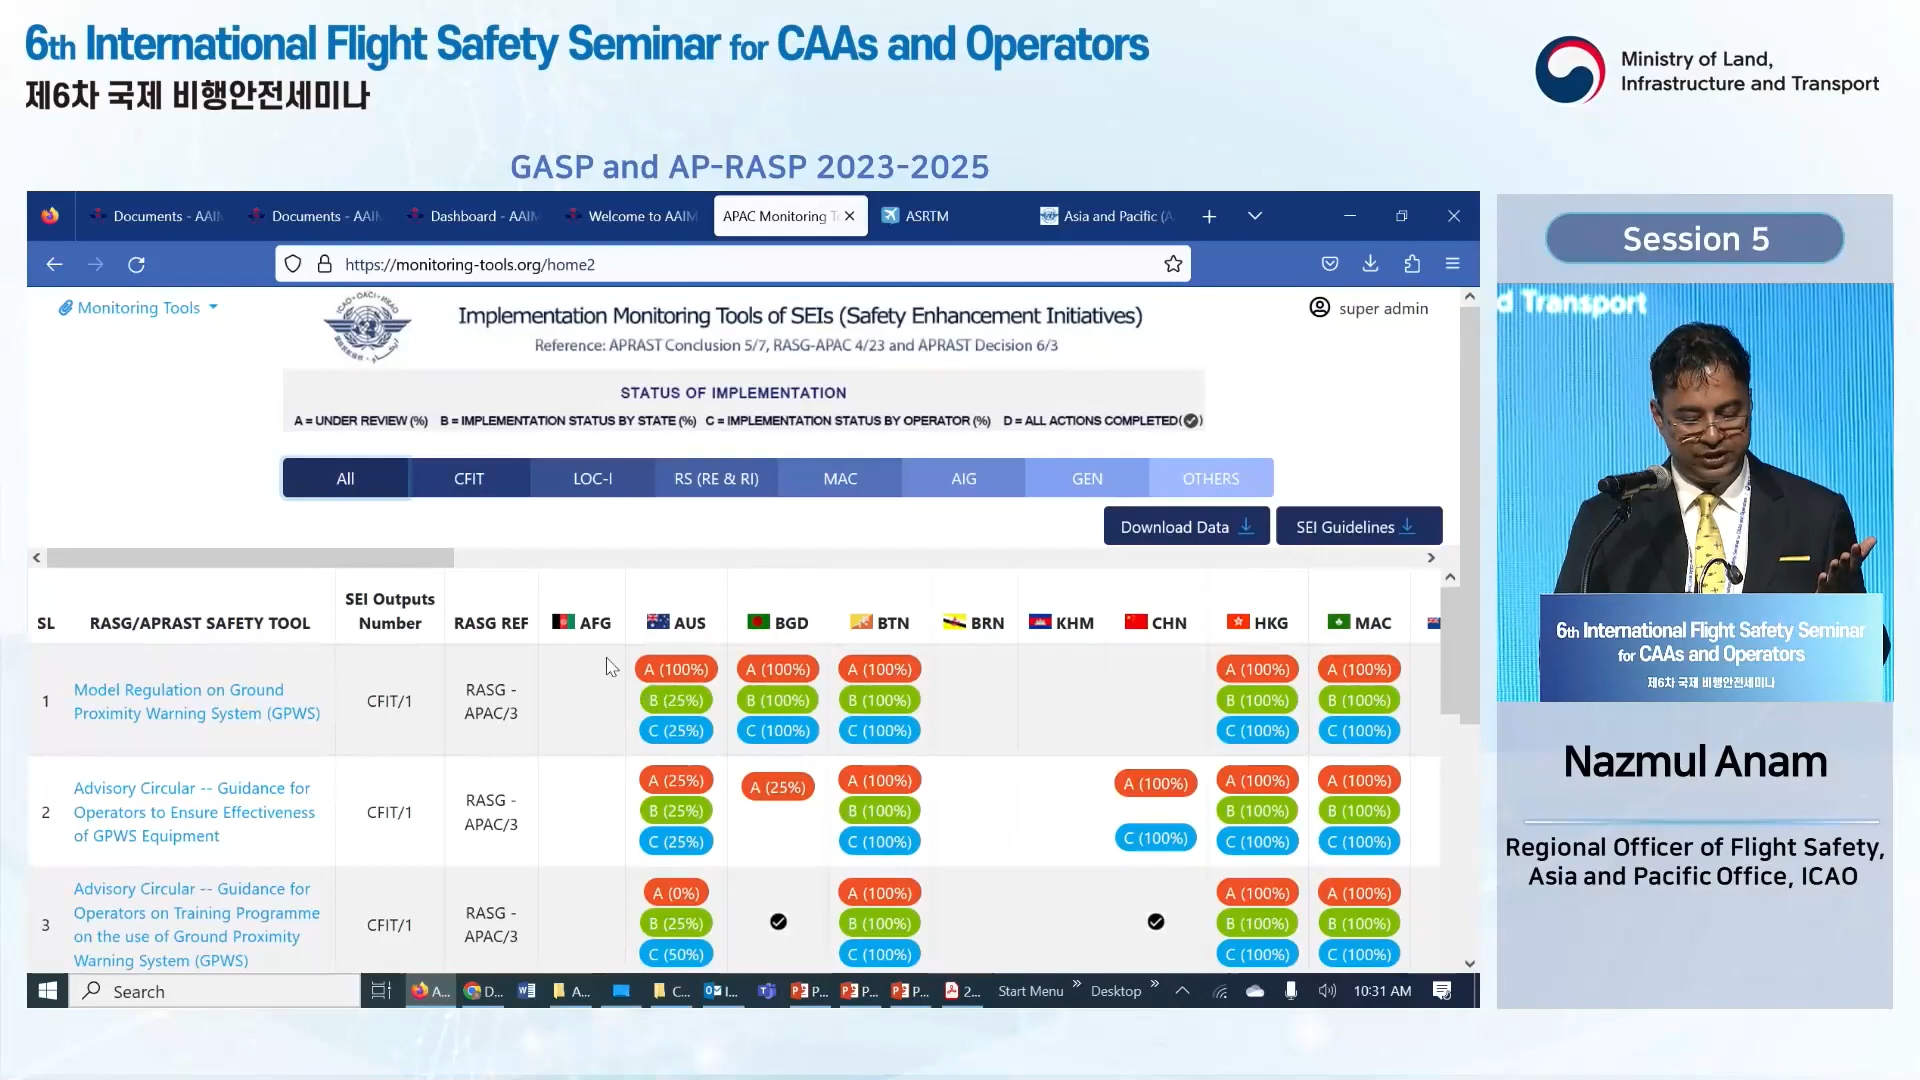 6th International Flight Safety Seminar for CAAs and Operators
제6차 국제 비행안전세미나
Ministry of Land,
Infrastructure and Transport
GASP and AP-RASP 2023-2025
Documents - AAI
Documents - AAI
Dashboard - AAI
Welcome to AAIM
APAC Monitoring T
ASRTM
Asia and Pacific (A
https://monitoring-tools.org/home2
Monitoring Tools
Implementation Monitoring Tools of SEIs (Safety Enhancement Initiatives)
Reference: APRAST Conclusion 5/7, RASG-APAC 4/23 and APRAST Decision 6/3
super admin
STATUS OF IMPLEMENTATION
A = UNDER REVIEW (%) B = IMPLEMENTATION STATUS BY STATE (%) C = IMPLEMENTATION STATUS BY OPERATOR (%) D = ALL ACTIONS COMPLETED( )
All CFIT LOC-I RS (RE & RI) MAC AIG GEN OTHERS
Download Data SEI Guidelines
SL RASG/APRAST SAFETY TOOL SEI Outputs Number RASG REF AFG AUS BGD BTN BRN KHM CHN HKG MAC
1 Model Regulation on Ground
Proximity Warning System (GPWS)
CFIT/1
RASG -
APAC/3
A (100%) A (100%) A (100%) A (100%) A (100%)
B (25%) B (100%) B (100%) B (100%) B (100%)
C (25%) C (100%) C (100%) C (100%) C (100%)
2 Advisory Circular -- Guidance for
Operators to Ensure Effectiveness
of GPWS Equipment
CFIT/1
RASG -
APAC/3
A (25%) A (25%) A (100%) A (100%) A (100%) A (100%)
B (25%) B (100%) B (100%) B (100%)
C (25%) C (100%) C (100%) C (100%) C (100%)
3 Advisory Circular -- Guidance for
Operators on Training Programme
on the use of Ground Proximity
Warning System (GPWS)
CFIT/1
RASG -
APAC/3
A (0%) A (100%) A (100%) A (100%)
B (25%) B (100%) B (100%) B (100%)
C (50%) C (100%) C (100%) C (100%)
Search
A... D... A... C... I... P... P... P... 2... Start Menu Desktop 10:31 AM
Session 5
d Transport
6th International Flight Safety Seminar
for CAAs and Operators
제6차 국제 비행안전세미나
Nazmul Anam
Regional Officer of Flight Safety,
Asia and Pacific Office, ICAO